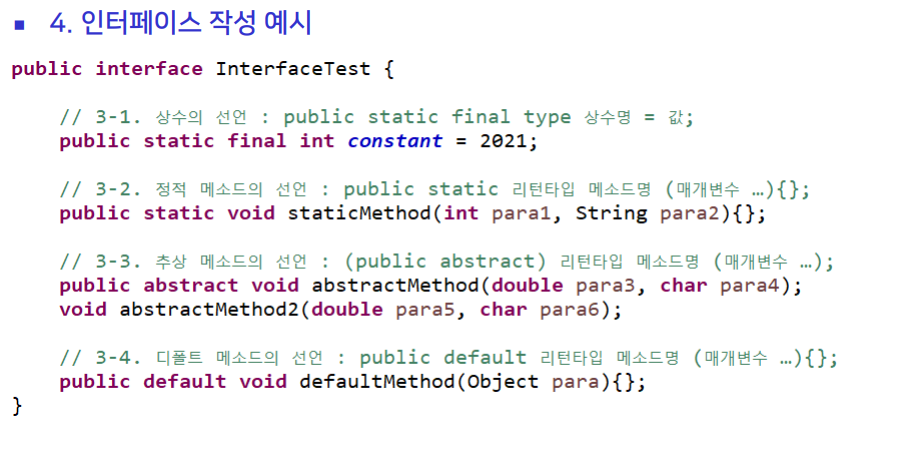 ▪ 4. 인터페이스 작성 예시
public interface InterfaceTest {
// 3-1. 상수의 선언 : public static final type 상수명 = 값;
public static final int constant = 2021;
// 3-2. 정적 메소드의 선언 : public static 리턴타입 메소드명 (매개변수 …){};
public static void staticMethod(int para1, String para2){};
// 3-3. 추상 메소드의 선언 : (public abstract) 리턴타입 메소드명 (매개변수 …);
public abstract void abstractMethod(double para3, char para4);
void abstractMethod2(double para5, char para6);
// 3-4. 디폴트 메소드의 선언 : public default 리턴타입 메소드명 (매개변수 …){};
public default void defaultMethod(Object para){};
}